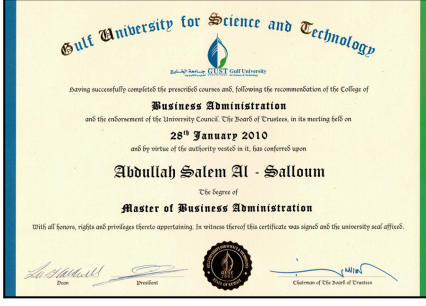 Gulf University for Science and Technology
GUST Gulf University
Having successfully completed the prescribed courses and, following the recommendation of the College of
Business Administration
and the endorsement of the University Council. The Board of Trustees, in its meeting held on
28th January 2010
and by virtue of the authority vested in it, has conferred upon
Abdullah Salem Al - Salloum
The Degree of
Master of Business Administration
With all honors, rights and privileges thereto appertaining. In witness thereof this certificate was signed and the university seal affixed.
Dean
President
Chairman of The Board of Trustees